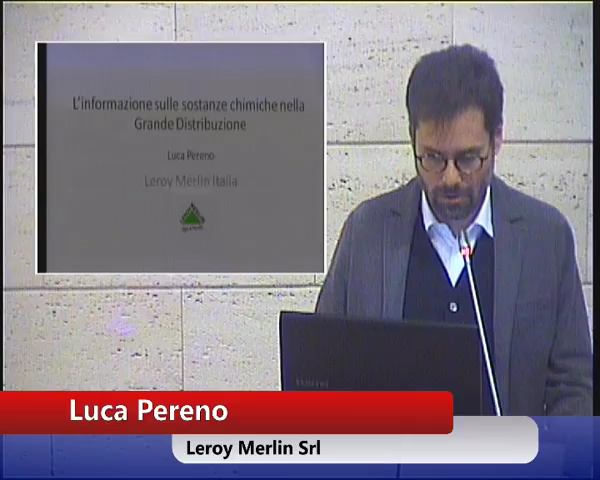 L'informazione sulle sostanze chimiche nella
Grande Distribuzione
Luca Pereno
Leroy Merlin Italia
Luca Pereno
Leroy Merlin Srl